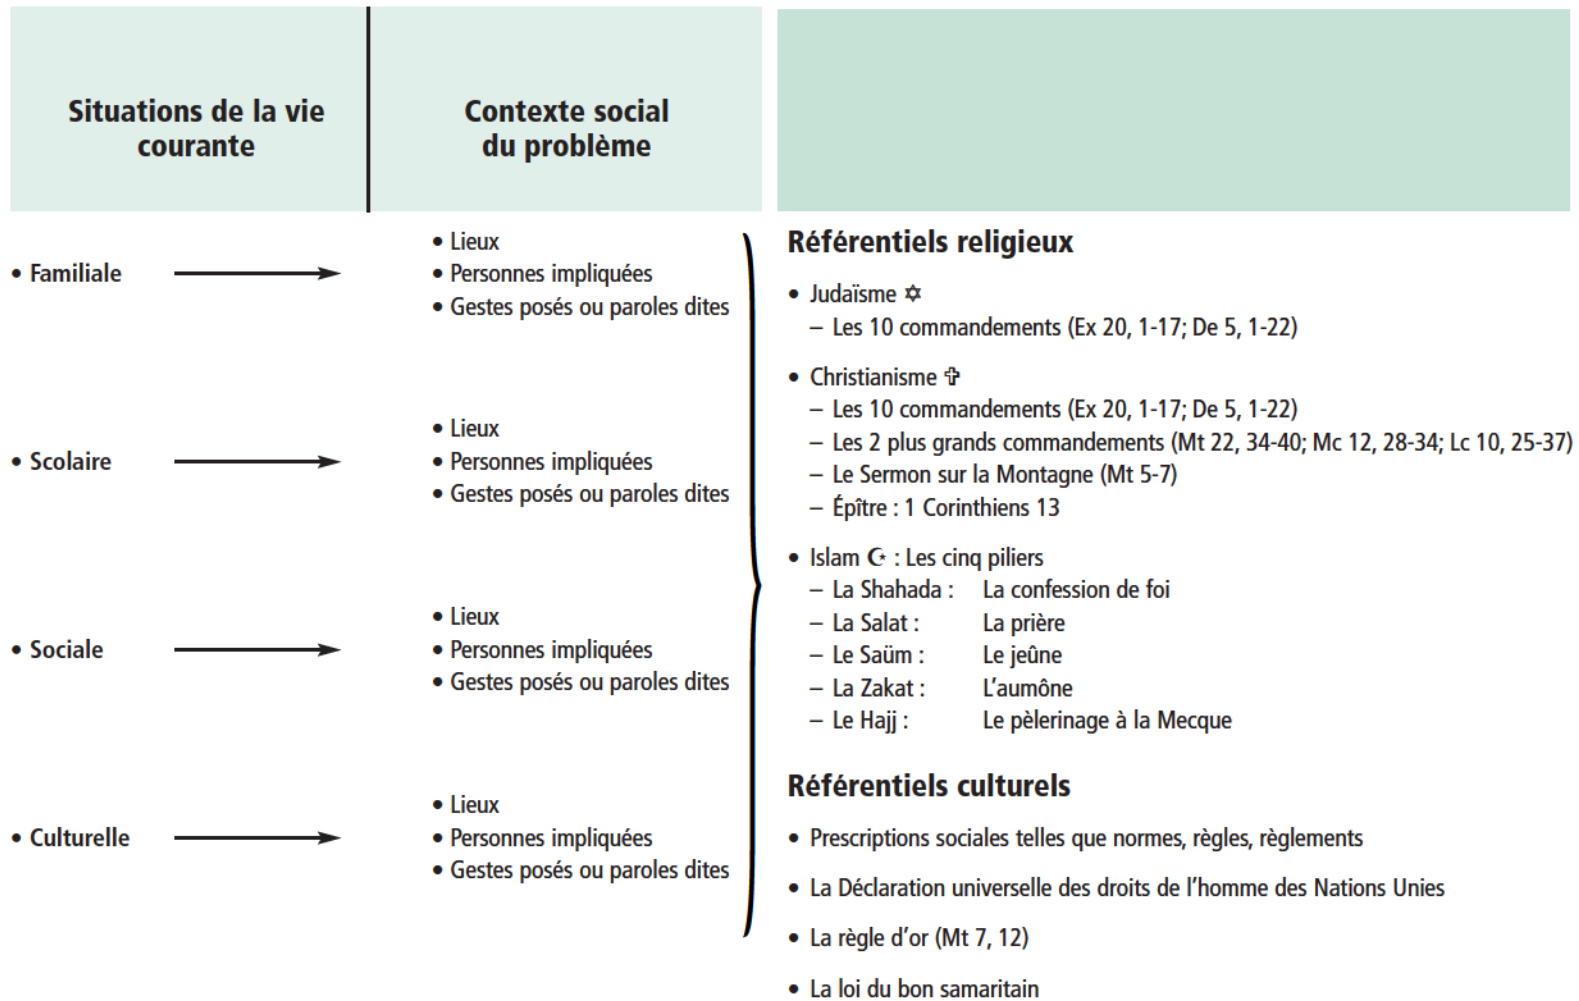 Situations de la vie
courante
Contexte social
du problème
• Familiale
• Lieux
• Personnes impliquées
• Gestes posés ou paroles dites
• Scolaire
• Lieux
• Personnes impliquées
• Gestes posés ou paroles dites
• Sociale
• Lieux
• Personnes impliquées
• Gestes posés ou paroles dites
• Culturelle
• Lieux
• Personnes impliquées
• Gestes posés ou paroles dites
Référentiels religieux
• Judaïsme ✡
– Les 10 commandements (Ex 20, 1-17; De 5, 1-22)
• Christianisme ✞
– Les 10 commandements (Ex 20, 1-17; De 5, 1-22)
– Les 2 plus grands commandements (Mt 22, 34-40; Mc 12, 28-34; Lc 10, 25-37)
– Le Sermon sur la Montagne (Mt 5-7)
– Épître : 1 Corinthiens 13
• Islam ☪ : Les cinq piliers
– La Shahada : La confession de foi
– La Salat : La prière
– Le Saüm : Le jeûne
– La Zakat : L'aumône
– Le Hajj : Le pèlerinage à la Mecque
Référentiels culturels
• Prescriptions sociales telles que normes, règles, règlements
• La Déclaration universelle des droits de l'homme des Nations Unies
• La règle d'or (Mt 7, 12)
• La loi du bon samaritain